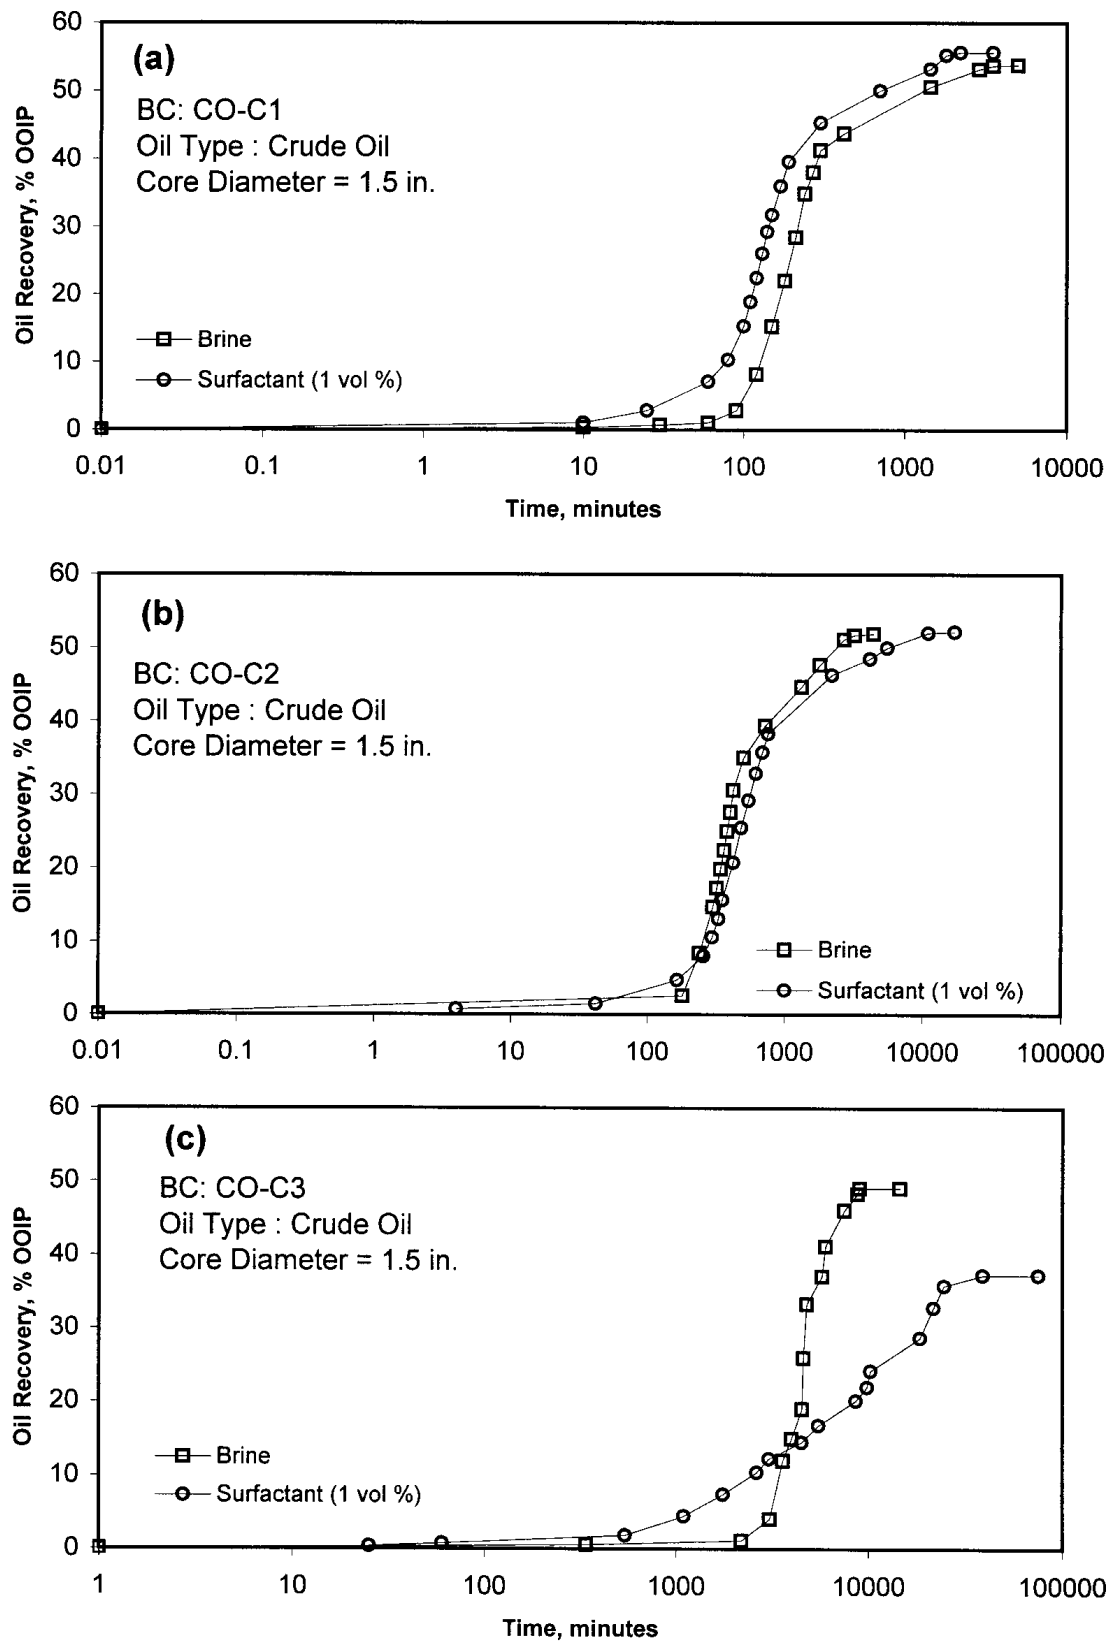 (a)
BC: CO-C1
Oil Type : Crude Oil
Core Diameter = 1.5 in.
Oil Recovery, % OOIP
60
50
40
30
20
10
0
Brine
Surfactant (1 vol %)
0.01 0.1 1 10 100 1000 10000
Time, minutes
(b)
BC: CO-C2
Oil Type : Crude Oil
Core Diameter = 1.5 in.
Oil Recovery, % OOIP
60
50
40
30
20
10
0
Brine
Surfactant (1 vol %)
0.01 0.1 1 10 100 1000 10000 100000
(c)
BC: CO-C3
Oil Type : Crude Oil
Core Diameter = 1.5 in.
Oil Recovery, % OOIP
60
50
40
30
20
10
0
Brine
Surfactant (1 vol %)
1 10 100 1000 10000 100000
Time, minutes